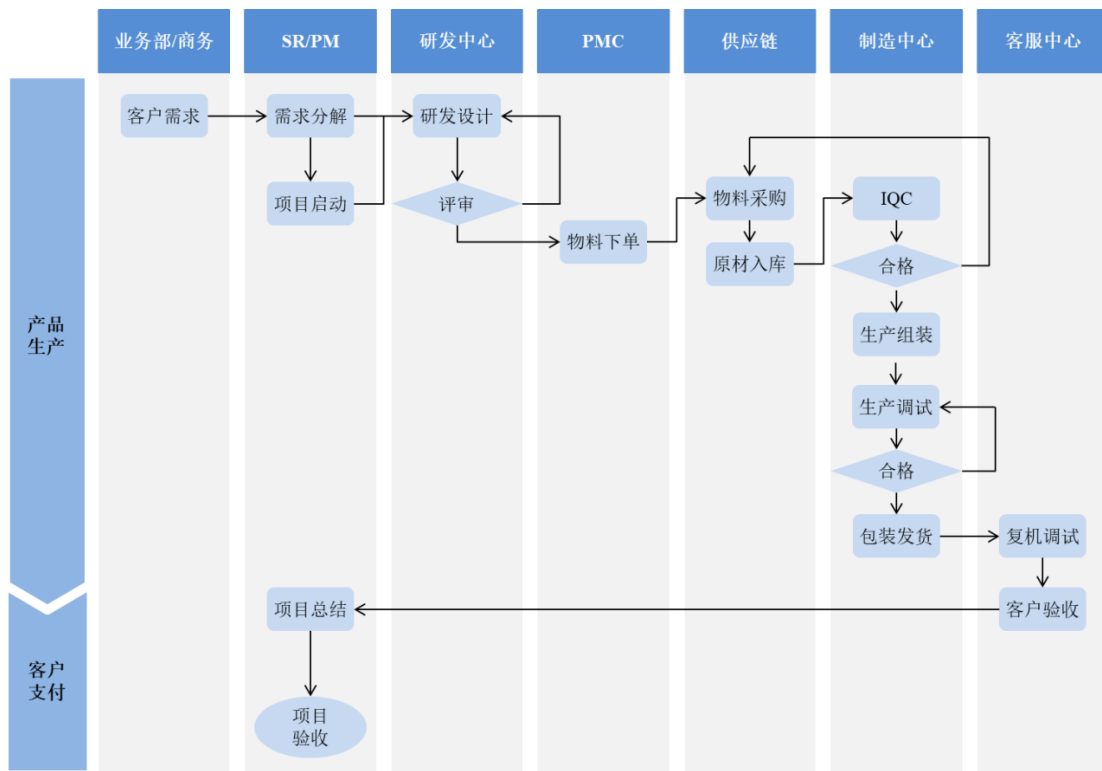 业务部/商务
SR/PM
研发中心
PMC
供应链
制造中心
客服中心
产品
生产
客户需求
需求分解
研发设计
项目启动
评审
物料下单
物料采购
IQC
原材入库
合格
生产组装
生产调试
合格
包装发货
复机调试
客户
支付
项目总结
客户验收
项目
验收